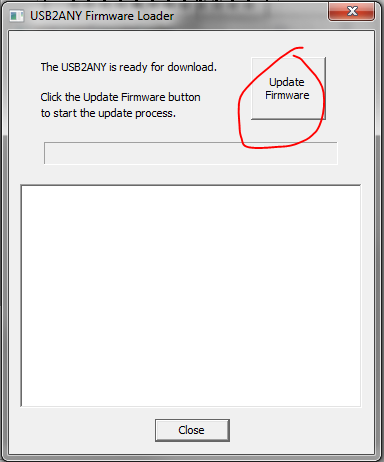 USB2ANY Firmware Loader
The USB2ANY is ready for download.
Update
Firmware
Click the Update Firmware button
to start the update process.
Close